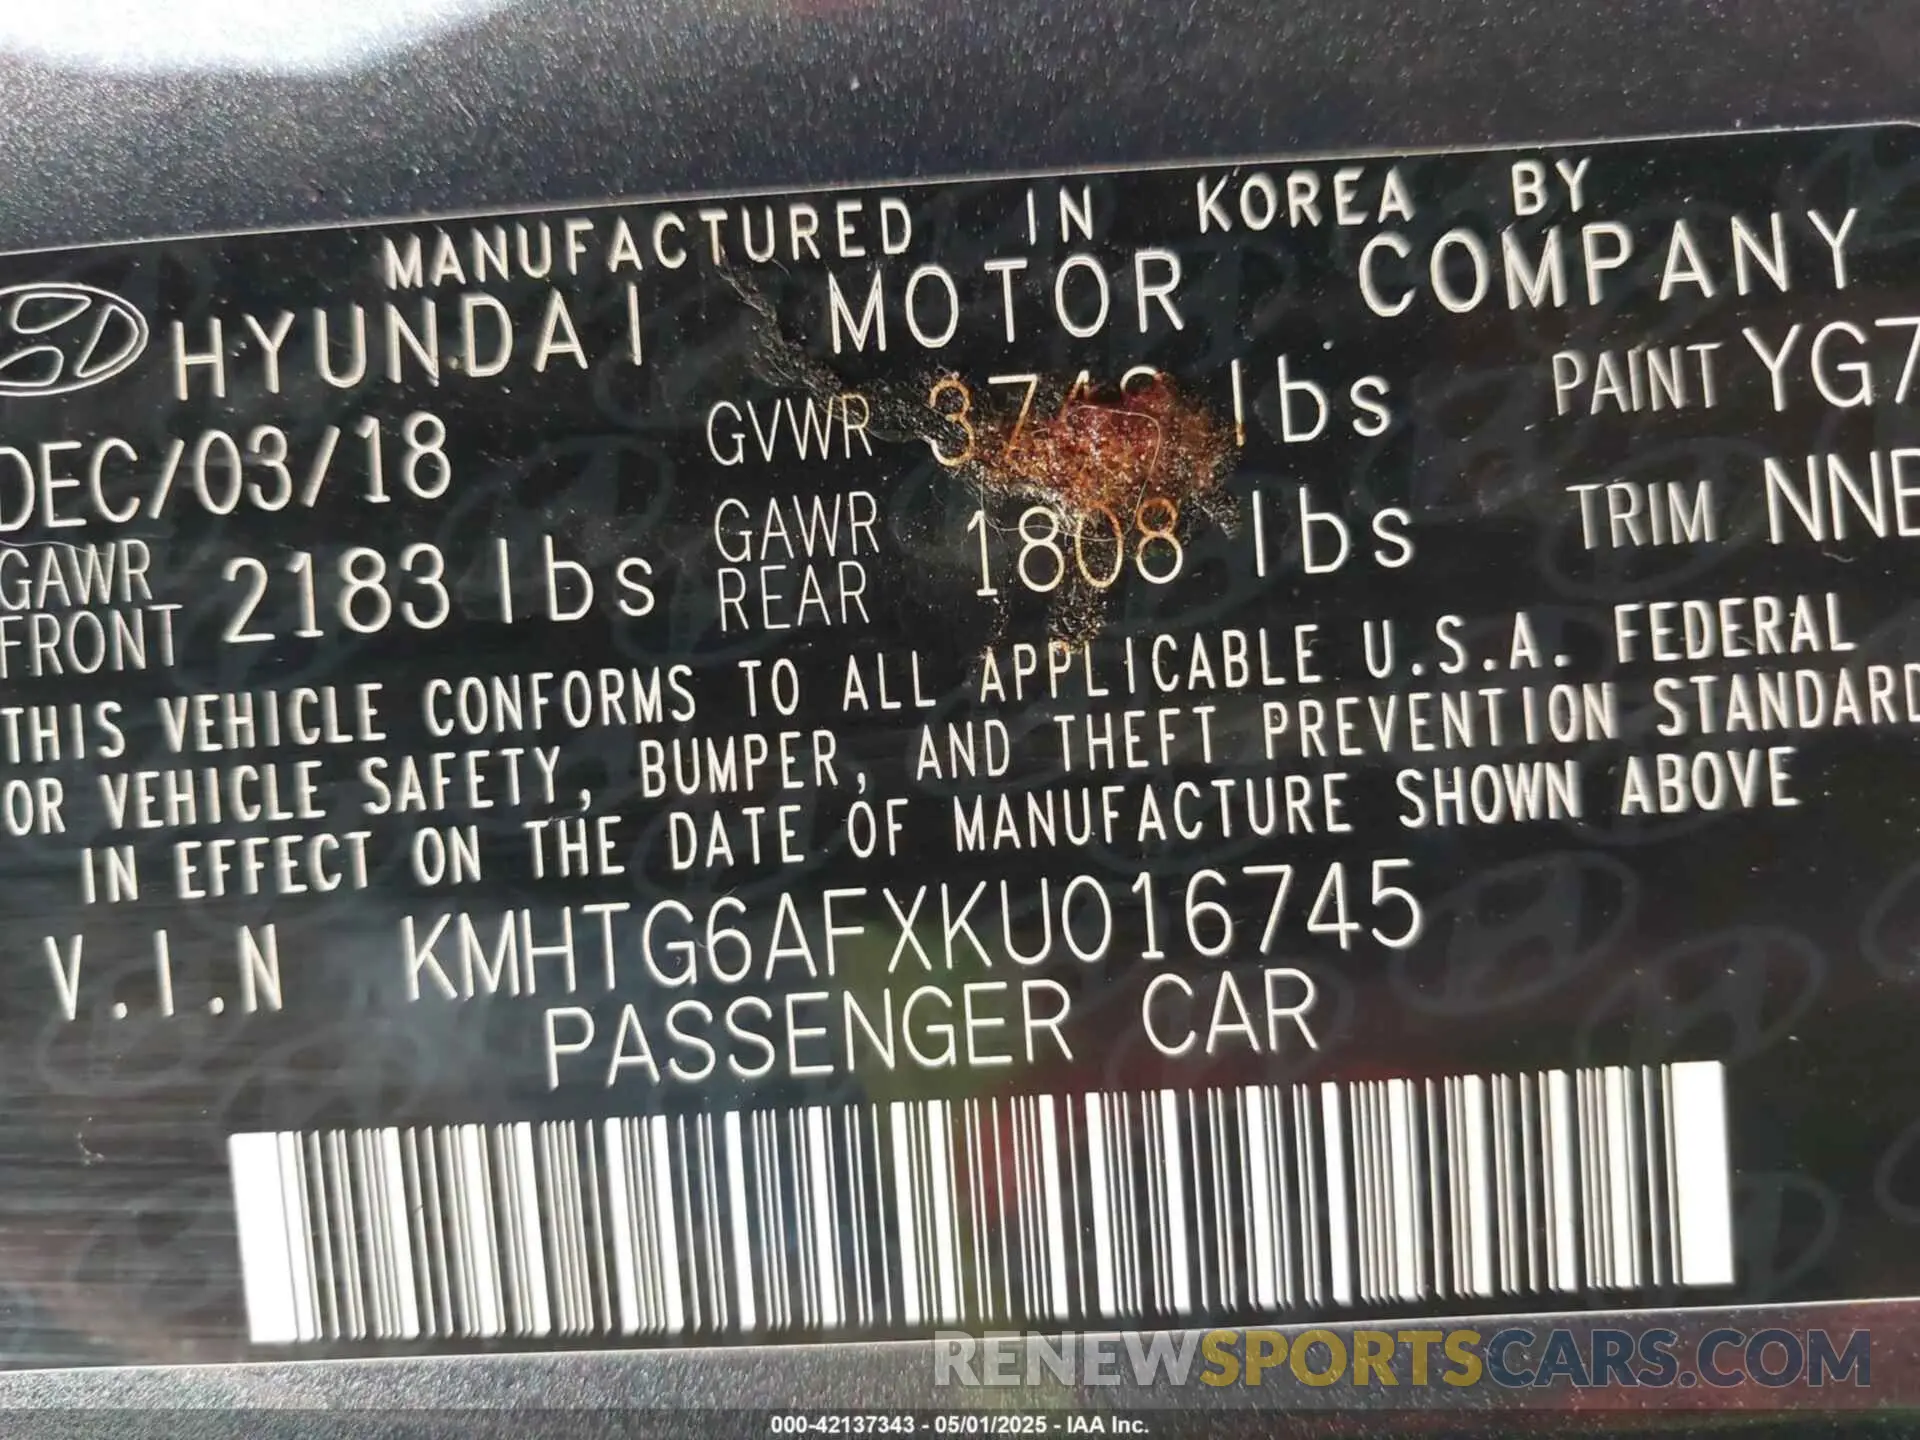 MANUFACTURED IN KOREA BY
HYUNDAI MOTOR COMPANY
DEC/03/18 GVWR lbs PAINT YG7
GAWR FRONT 2183 lbs GAWR REAR 1808 lbs TRIM
THIS VEHICLE CONFORMS TO ALL APPLICABLE U.S.A. FEDERAL
OR VEHICLE SAFETY, BUMPER, AND THEFT PREVENTION STANDARD
IN EFFECT ON THE DATE OF MANUFACTURE SHOWN ABOVE
V.I.N KMHTG6AFXKU016745
PASSENGER CAR
RENEWSPORTSCARS.COM
000-42137343 - 05/01/2025 - IAA Inc.